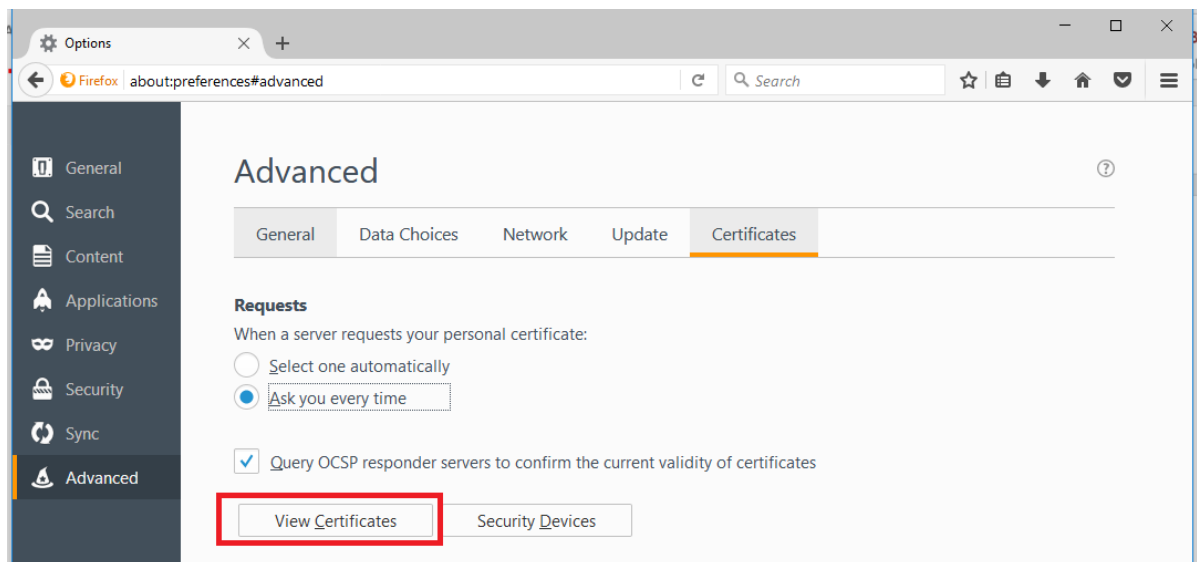 Options
Firefox about:preferences#advanced
Search
General
Search
Content
Applications
Privacy
Security
Sync
Advanced
Advanced
General Data Choices Network Update Certificates
Requests
When a server requests your personal certificate:
Select one automatically
Ask you every time
Query OCSP responder servers to confirm the current validity of certificates
View Certificates Security Devices